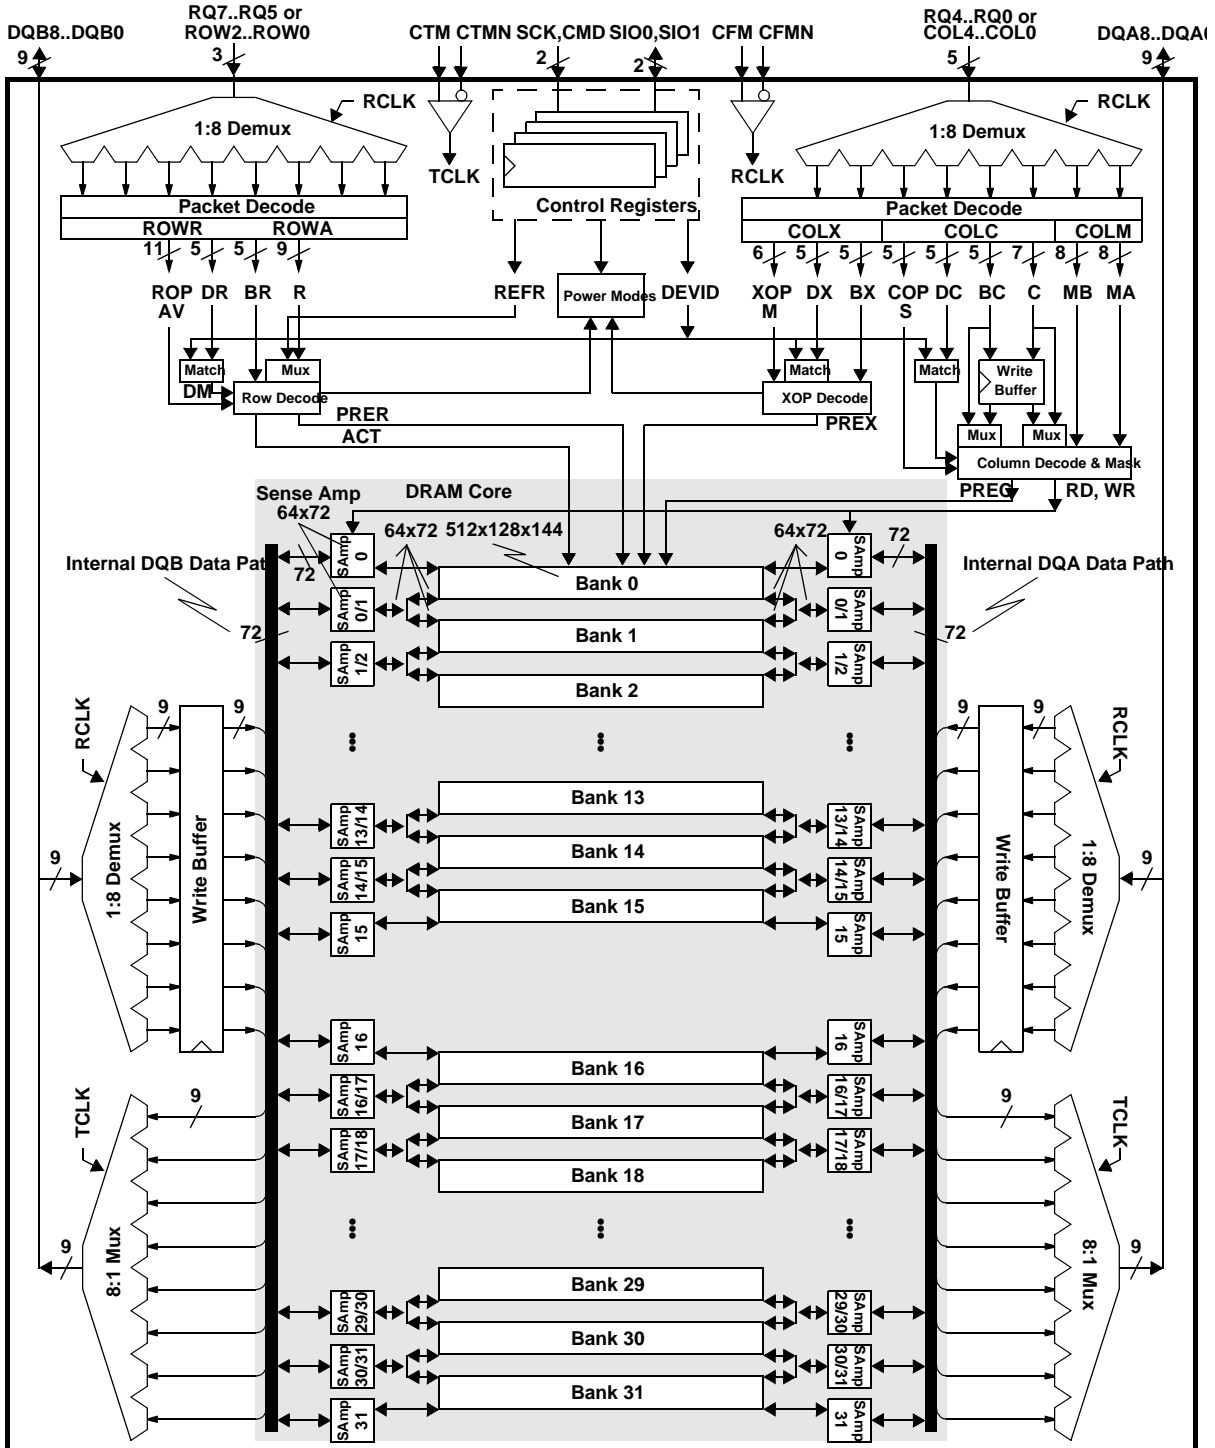 RQ7..RQ5 or
RQ4..RQ0 or
DQB8..DQB0
ROW2..ROW0
CTM CTMN SCK,CMD SIO0,SIO1 CFM CFMN
COL4..COL0
DQA8..DQA0
9
3
2
2
5
9
RCLK
RCLK
1:8 Demux
1:8 Demux
TCLK
RCLK
Control Registers
Packet Decode
Packet Decode
ROWR
ROWA
COLX
COLC
COLM
11
5
5
9
6
5
5
5
5
5
7
8
8
ROP DR BR R
AV
REFR
Power Modes
DEVID
XOP DX BX COP DC BC C MB MA
M
S
Match
Mux
Match
Match
Write
Buffer
DM
Row Decode
XOP Decode
PRER
PREX
ACT
Mux
Mux
Column Decode & Mask
PREC
RD, WR
Sense Amp
DRAM Core
64x72
64x72
512x128x144
64x72
72
72
Internal DQB Data Path
Internal DQA Data Path
SAmp
0
Bank 0
SAmp
0
SAmp
0/1
SAmp
0/1
72
72
Bank 1
SAmp
1/2
SAmp
1/2
Bank 2
RCLK
9
9
9
9
RCLK
•••
•••
•••
Bank 13
SAmp
13/14
SAmp
13/14
Bank 14
SAmp
14/15
SAmp
14/15
9
1:8 Demux
Write Buffer
Write Buffer
1:8 Demux
9
Bank 15
SAmp
15
SAmp
15
SAmp
16
SAmp
16
Bank 16
SAmp
16/17
SAmp
16/17
TCLK
9
9
TCLK
Bank 17
SAmp
17/18
SAmp
17/18
Bank 18
•••
•••
•••
9
8:1 Mux
8:1 Mux
9
Bank 29
SAmp
29/30
SAmp
29/30
Bank 30
SAmp
30/31
SAmp
30/31
Bank 31
SAmp
31
SAmp
31